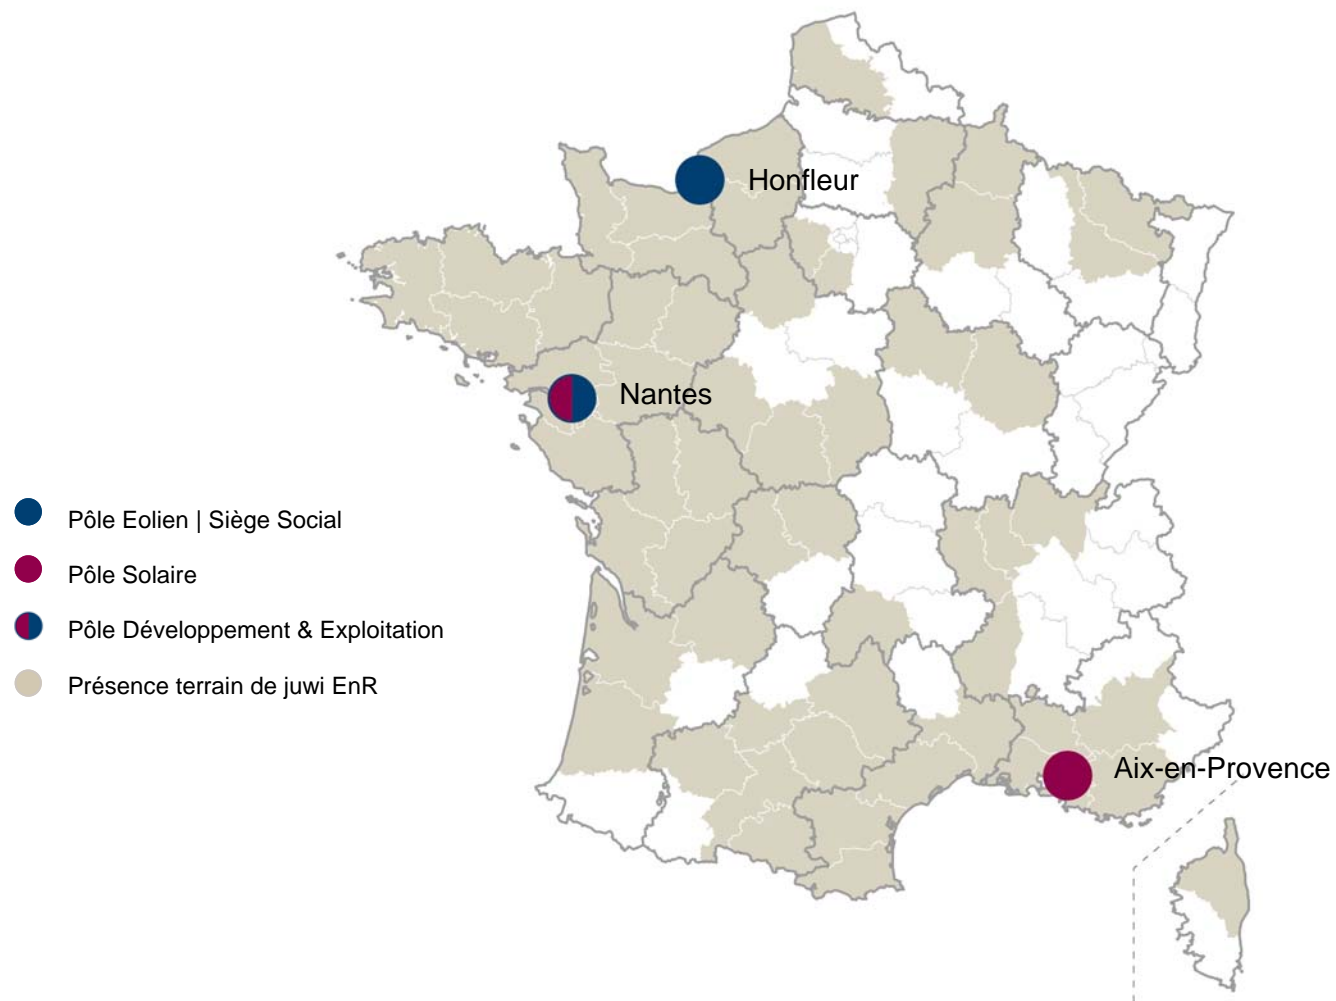 Honfleur
Nantes
Pôle Eolien | Siège Social
Pôle Solaire
Pôle Développement & Exploitation
Présence terrain de juwi EnR
Aix-en-Provence